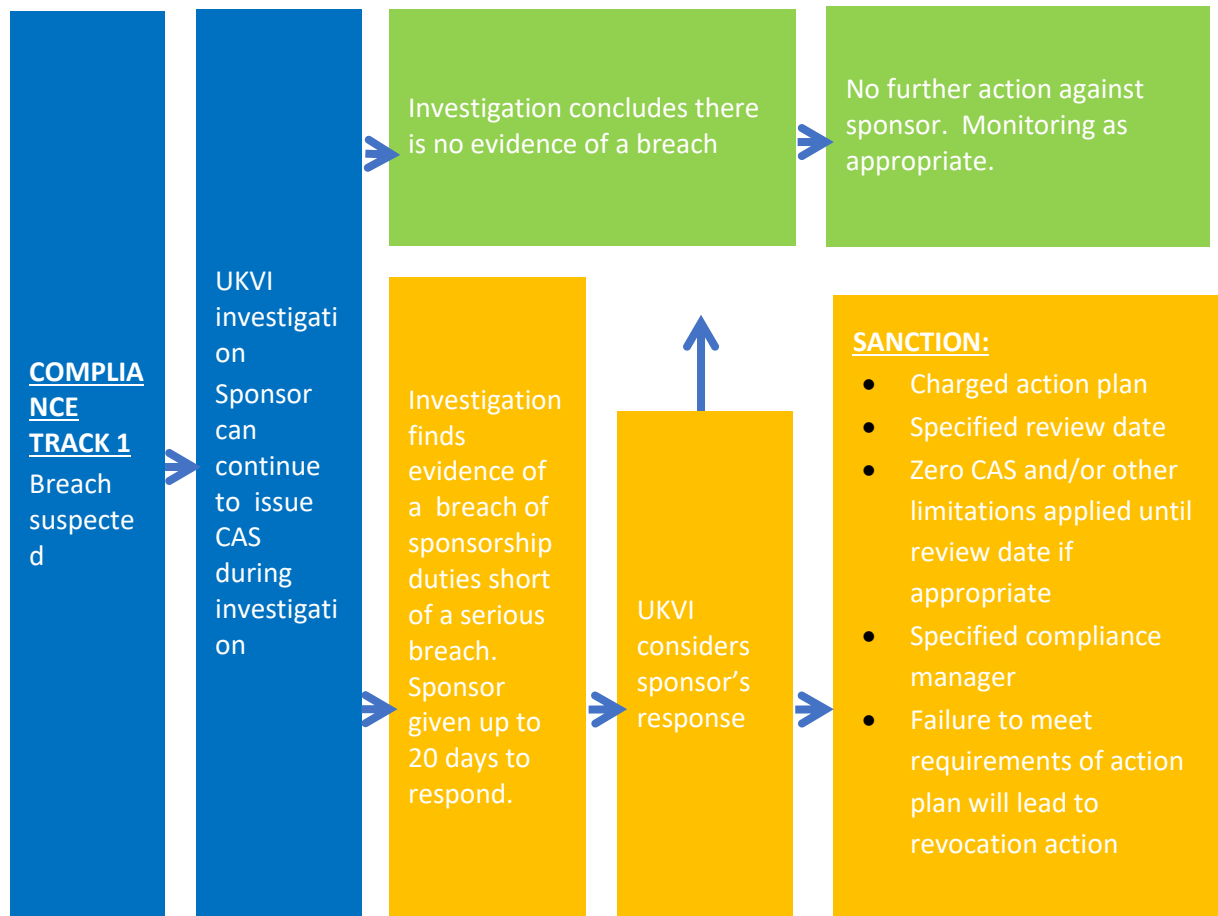 COMPLIA
NCE
TRACK 1
Breach
suspecte
d
UKVI
investigati
on
Sponsor
can
continue
to issue
CAS
during
investigati
on
Investigation concludes there
is no evidence of a breach
No further action against
sponsor. Monitoring as
appropriate.
Investigation
finds
evidence of
a breach of
sponsorship
duties short
of a serious
breach.
Sponsor
given up to
20 days to
respond.
UKVI
considers
sponsor’s
response
SANCTION:
● Charged action plan
● Specified review date
● Zero CAS and/or other
limitations applied until
review date if
appropriate
● Specified compliance
manager
● Failure to meet
requirements of action
plan will lead to
revocation action